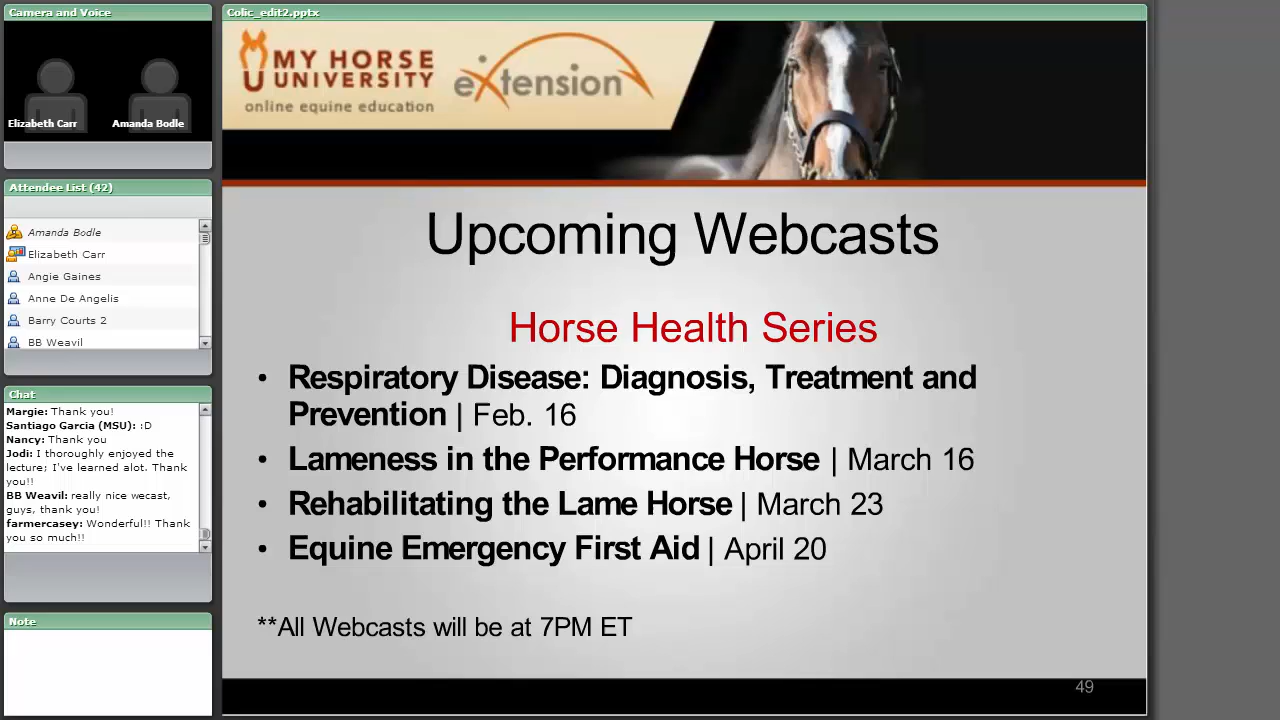 Camera and Voice
Elizabeth Carr
Amanda Bodle
Attendee List (42)
Amanda Bodle
Elizabeth Carr
Angie Gaines
Anne De Angelis
Barry Courts 2
BB Weavil
Chat
Margie: Thank you!
Santiago Garcia (MSU): :D
Nancy: Thank you
Jodi: I thoroughly enjoyed the
lecture; I've learned alot. Thank
you!!
BB Weavil: really nice wecast,
guys, thank you!
farmercasey: Wonderful!! Thank
you so much!!
Note
Colic_edit2.pptx
MY HORSE
UNIVERSITY
online equine education
eXtension
Upcoming Webcasts
Horse Health Series
• Respiratory Disease: Diagnosis, Treatment and
Prevention | Feb. 16
• Lameness in the Performance Horse | March 16
• Rehabilitating the Lame Horse | March 23
• Equine Emergency First Aid | April 20
**All Webcasts will be at 7PM ET
49